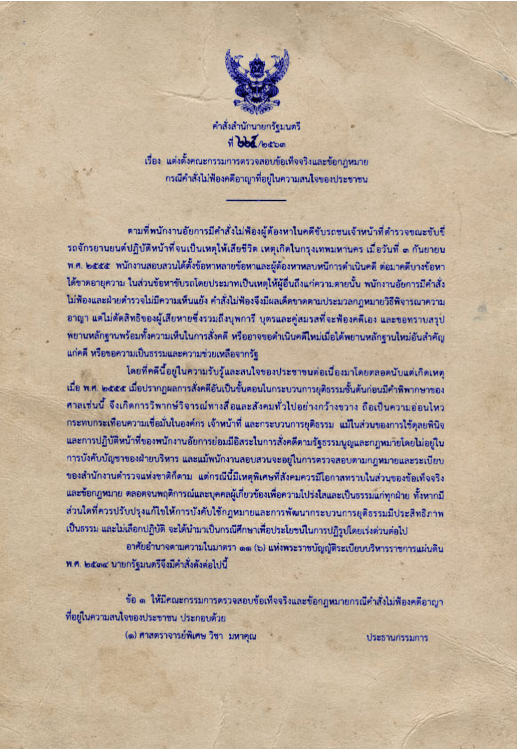 คำสั่งสำนักนายกรัฐมนตรี
ที่ ๒๒๕/๒๕๖๓
เรื่อง แต่งตั้งคณะกรรมการตรวจสอบข้อเท็จจริงและข้อกฎหมาย
กรณีคำสั่งไม่ฟ้องคดีอาญาที่อยู่ในความสนใจของประชาชน
ตามที่พนักงานอัยการมีคำสั่งไม่ฟ้องผู้ต้องหาในคดีขับรถชนเจ้าหน้าที่ตำรวจขณะขับขี่
รถจักรยานยนต์ปฏิบัติหน้าที่จนเป็นเหตุให้เสียชีวิต เหตุเกิดในกรุงเทพมหานคร เมื่อวันที่ ๓ กันยายน
พ.ศ. ๒๕๕๕ พนักงานสอบสวนได้ตั้งข้อหาหลายข้อหาและผู้ต้องหาหลบหนีการดำเนินคดี ต่อมาคดีบางข้อหา
ได้ขาดอายุความ ในส่วนข้อหาขับรถโดยประมาทเป็นเหตุให้ผู้อื่นถึงแก่ความตายนั้น พนักงานอัยการมีคำสั่ง
ไม่ฟ้องและฝ่ายตำรวจไม่มีความเห็นแย้ง คำสั่งไม่ฟ้องจึงมีผลเด็ดขาดตามประมวลกฎหมายวิธีพิจารณาความ
อาญา แต่ไม่ตัดสิทธิของผู้เสียหายซึ่งรวมถึงบุพการี บุตรและคู่สมรสที่จะฟ้องคดีเอง และขอทราบสรุป
พยานหลักฐานพร้อมทั้งความเห็นในการสั่งคดี หรืออาจขอดำเนินคดีใหม่เมื่อได้พยานหลักฐานใหม่อันสำคัญ
แก่คดี หรือขอความเป็นธรรมและความช่วยเหลือจากรัฐ
โดยที่คดีนี้อยู่ในความรับรู้และสนใจของประชาชนต่อเนื่องมาโดยตลอดนับแต่เกิดเหตุ
เมื่อ พ.ศ. ๒๕๕๕ เมื่อปรากฏผลการสั่งคดีอันเป็นขั้นตอนในกระบวนการยุติธรรมชั้นต้นก่อนมีคำพิพากษาของ
ศาลเช่นนี้ จึงเกิดการวิพากษ์วิจารณ์ทางสื่อและสังคมทั่วไปอย่างกว้างขวาง ถือเป็นความอ่อนไหว
กระทบกระเทือนความเชื่อมั่นในองค์กร เจ้าหน้าที่ และกระบวนการยุติธรรม แม้ในส่วนของการใช้ดุลยพินิจ
และการปฏิบัติหน้าที่ของพนักงานอัยการย่อมมีอิสระในการสั่งคดีตามรัฐธรรมนูญและกฎหมายโดยไม่อยู่ใน
การบังคับบัญชาของฝ่ายบริหาร และแม้พนักงานสอบสวนจะอยู่ในการตรวจสอบตามกฎหมายและระเบียบ
ของสำนักงานตำรวจแห่งชาติก็ตาม แต่กรณีนี้มีเหตุพิเศษที่สังคมควรมีโอกาสทราบในส่วนของข้อเท็จจริง
และข้อกฎหมาย ตลอดจนพฤติการณ์และบุคคลผู้เกี่ยวข้องเพื่อความโปร่งใสและเป็นธรรมแก่ทุกฝ่าย ทั้งหากมี
ส่วนใดที่ควรปรับปรุงแก้ไขให้การบังคับใช้กฎหมายและการพัฒนากระบวนการยุติธรรมมีประสิทธิภาพ
เป็นธรรม และไม่เลือกปฏิบัติ จะได้นำมาเป็นกรณีศึกษาเพื่อประโยชน์ในการปฏิรูปโดยเร่งด่วนต่อไป
อาศัยอำนาจตามความในมาตรา ๑๑ (๖) แห่งพระราชบัญญัติระเบียบบริหารราชการแผ่นดิน
พ.ศ. ๒๕๓๔ นายกรัฐมนตรีจึงมีคำสั่งดังต่อไปนี้
ข้อ ๑ ให้มีคณะกรรมการตรวจสอบข้อเท็จจริงและข้อกฎหมายกรณีคำสั่งไม่ฟ้องคดีอาญา
ที่อยู่ในความสนใจของประชาชน ประกอบด้วย
(๑) ศาสตราจารย์พิเศษ วิชา มหาคุณ ประธานกรรมการ